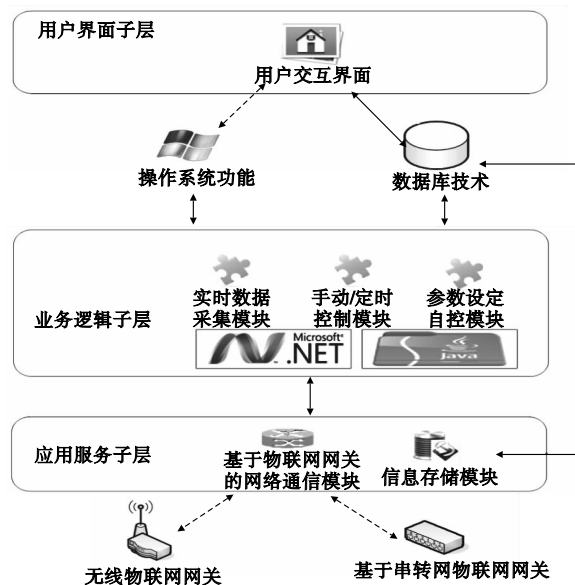 用户界面子层
用户交互界面
操作系统功能
数据库技术
业务逻辑子层
实时数据
采集模块
手动/定时
控制模块
参数设定
自控模块
Microsoft
.NET
java
应用服务子层
基于物联网网关
的网络通信模块
信息存储模块
无线物联网网关
基于串转网物联网网关